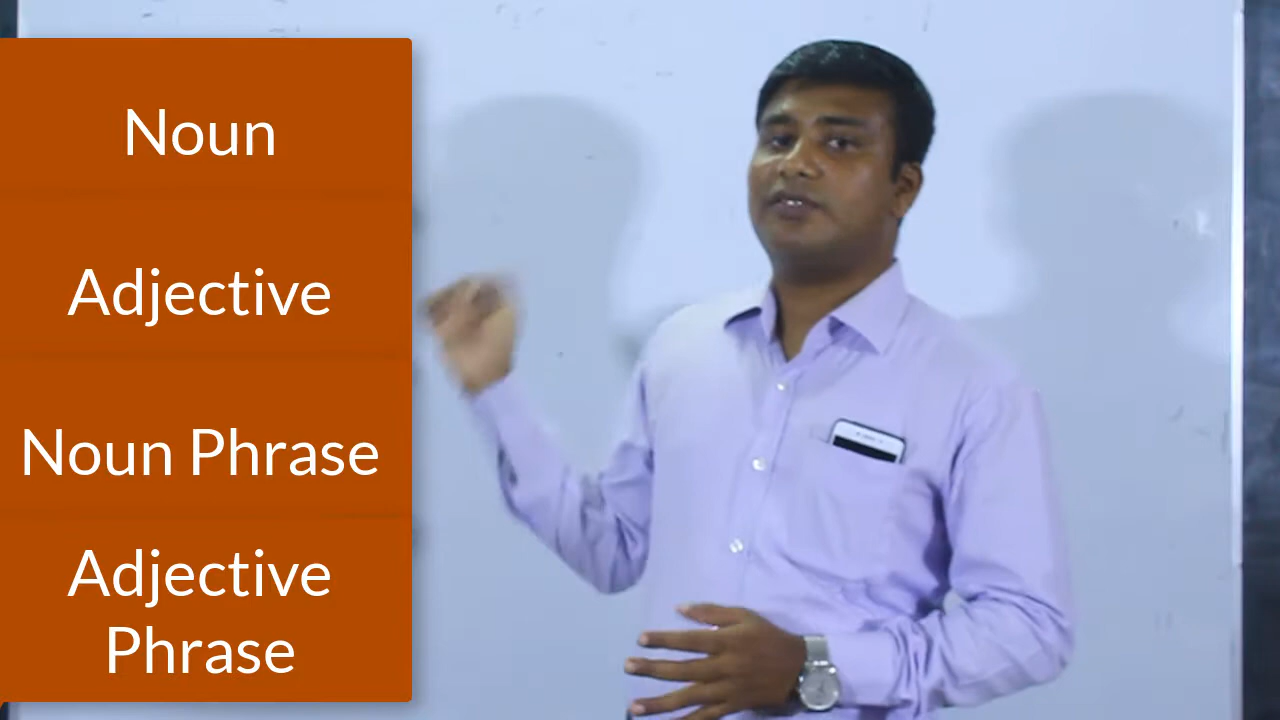 Noun
Adjective
Noun Phrase
Adjective
Phrase